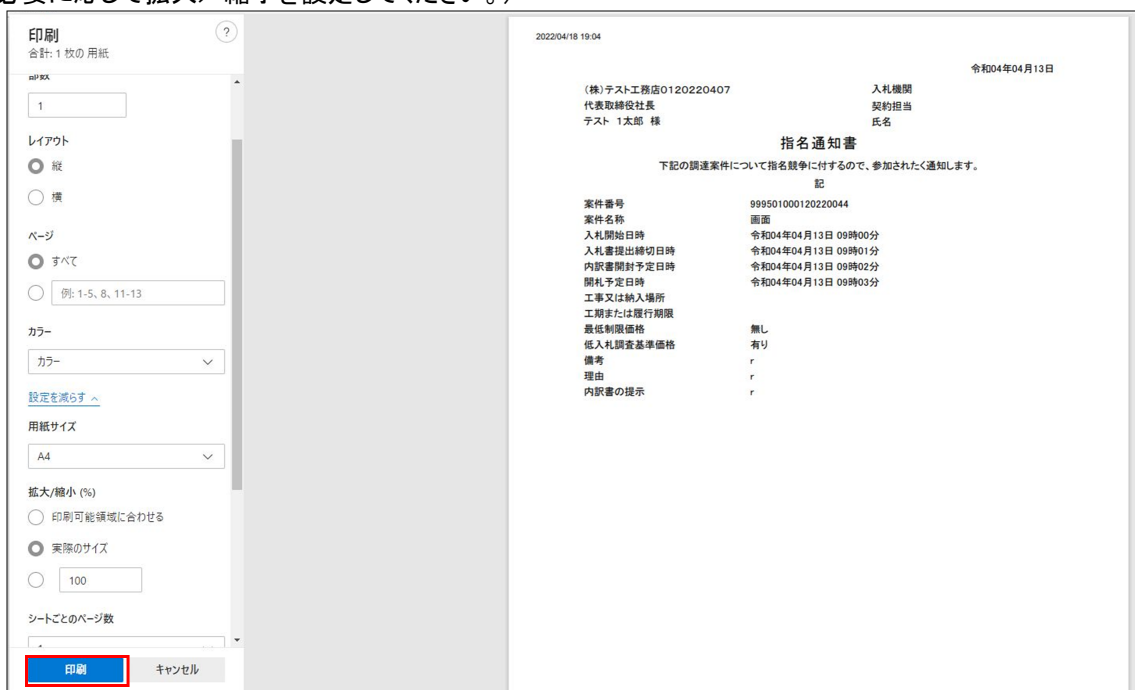 必要に応じて拡大/縮小を設定してください。)
印刷
?
合計: 1 枚の 用紙
部数
1
レイアウト
縦
横
ページ
すべて
例: 1-5、8、11-13
カラー
カラー
設定を減らす
用紙サイズ
A4
拡大/縮小 (%)
印刷可能領域に合わせる
実際のサイズ
100
シートごとのページ数
印刷
キャンセル
2022/04/18 19:04
令和04年04月13日
(株)テスト工務店0120220407
入札機関
代表取締役社長
契約担当
テスト 1太郎 様
氏名
指名通知書
下記の調達案件について指名競争に付するので、参加されたく通知します。
記
案件番号 999501000120220044
案件名称 画面
入札開始日時 令和04年04月13日 09時00分
入札書提出締切日時 令和04年04月13日 09時01分
内訳書開封予定日時 令和04年04月13日 09時02分
開札予定日時 令和04年04月13日 09時03分
工事又は納入場所
工期または履行期限
最低制限価格 無し
低入札調査基準価格 有り
備考 r
理由 r
内訳書の提示 r